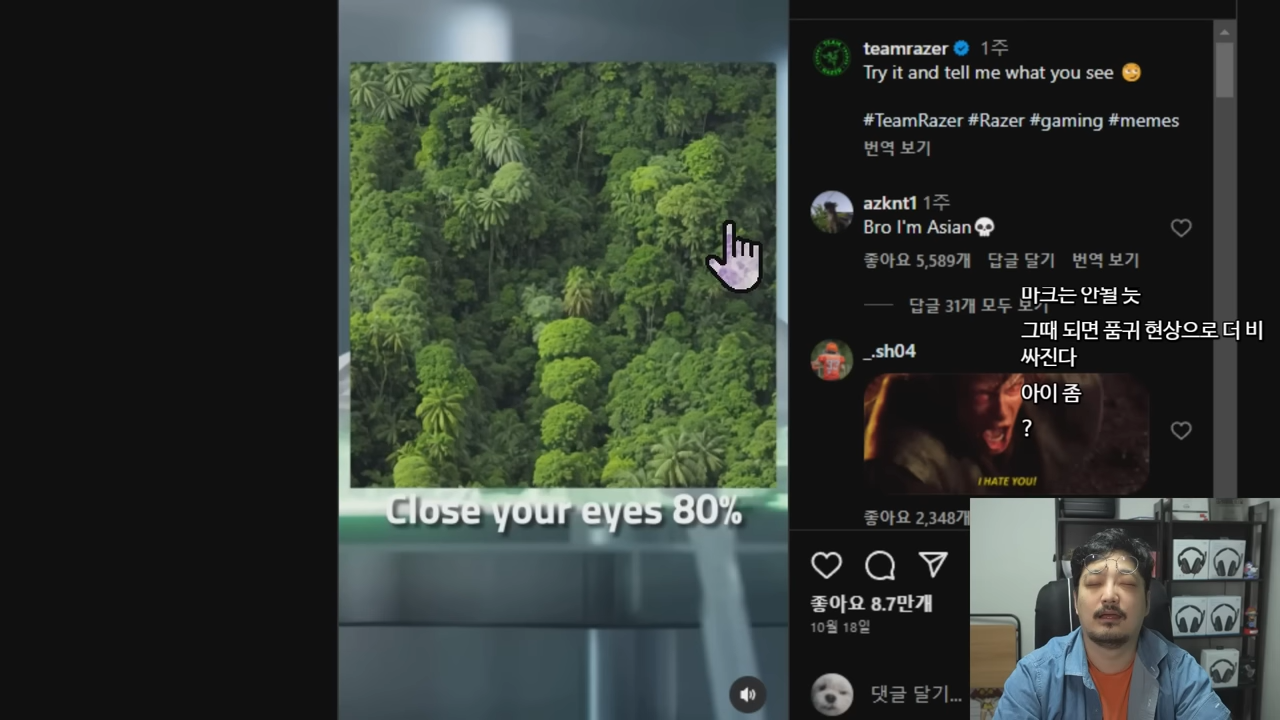 Close your eyes 80%
teamrazer 1주
Try it and tell me what you see
#TeamRazer #Razer #gaming #memes
번역 보기
azknt1 1주
Bro I'm Asian
좋아요 5,589개 답글 달기 번역 보기
답글 31개 모두 보기
_.sh04
I HATE YOU!
좋아요 2,348개
마크는 안될 듯
그때 되면 품귀 현상으로 더 비
싸진다
아이 좀
?
좋아요 8.7만개
10월 18일
댓글 달기...